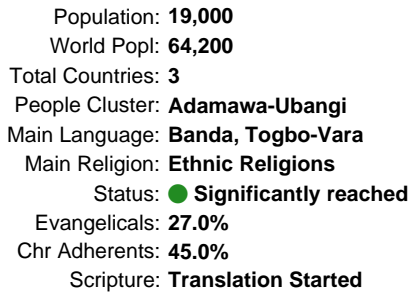 Population: 19,000
World Popl: 64,200
Total Countries: 3
People Cluster: Adamawa-Ubangi
Main Language: Banda, Togbo-Vara
Main Religion: Ethnic Religions
Status: Significantly reached
Evangelicals: 27.0%
Chr Adherents: 45.0%
Scripture: Translation Started